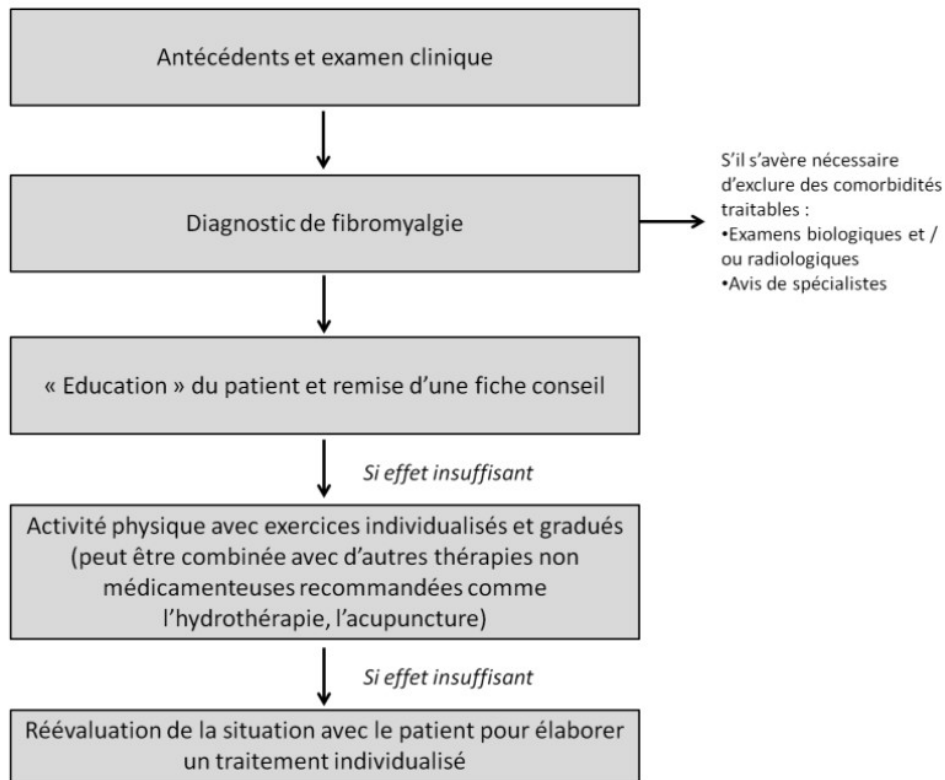 Antécédents et examen clinique
Diagnostic de fibromyalgie
S'il s'avère nécessaire
d'exclure des comorbidités
traitables :
•Examens biologiques et /
ou radiologiques
•Avis de spécialistes
« Education » du patient et remise d'une fiche conseil
Si effet insuffisant
Activité physique avec exercices individualisés et gradués
(peut être combinée avec d'autres thérapies non
médicamenteuses recommandées comme
l'hydrothérapie, l'acupuncture)
Si effet insuffisant
Réévaluation de la situation avec le patient pour élaborer
un traitement individualisé